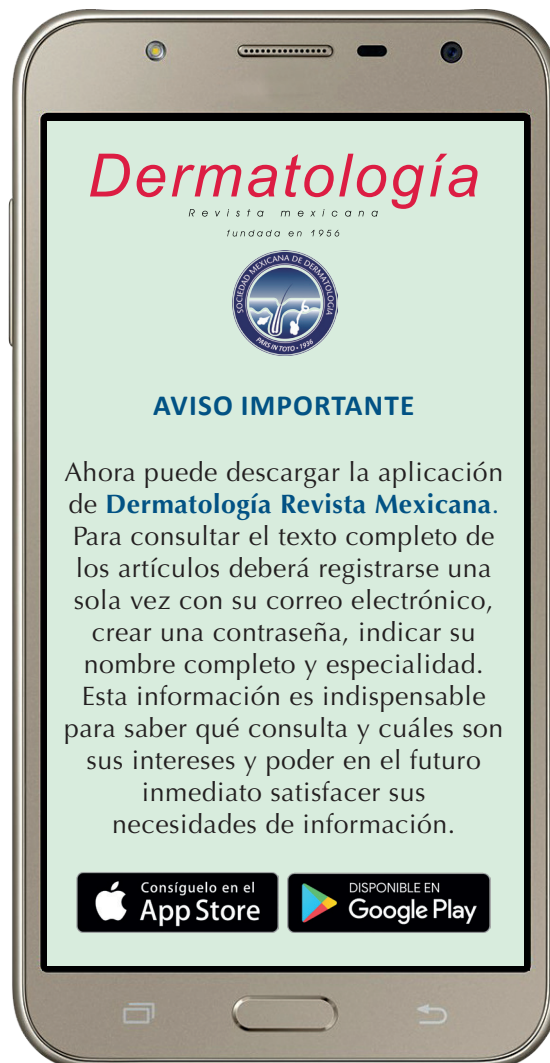 Dermatología
Revista mexicana
fundada en 1956
SOCIEDAD MEXICANA DE DERMATOLOGÍA
PARS IN TOTO • 1936
AVISO IMPORTANTE
Ahora puede descargar la aplicación
de Dermatología Revista Mexicana.
Para consultar el texto completo de
los artículos deberá registrarse una
sola vez con su correo electrónico,
crear una contraseña, indicar su
nombre completo y especialidad.
Esta información es indispensable
para saber qué consulta y cuáles son
sus intereses y poder en el futuro
inmediato satisfacer sus
necesidades de información.
Consíguelo en el
App Store
DISPONIBLE EN
Google Play